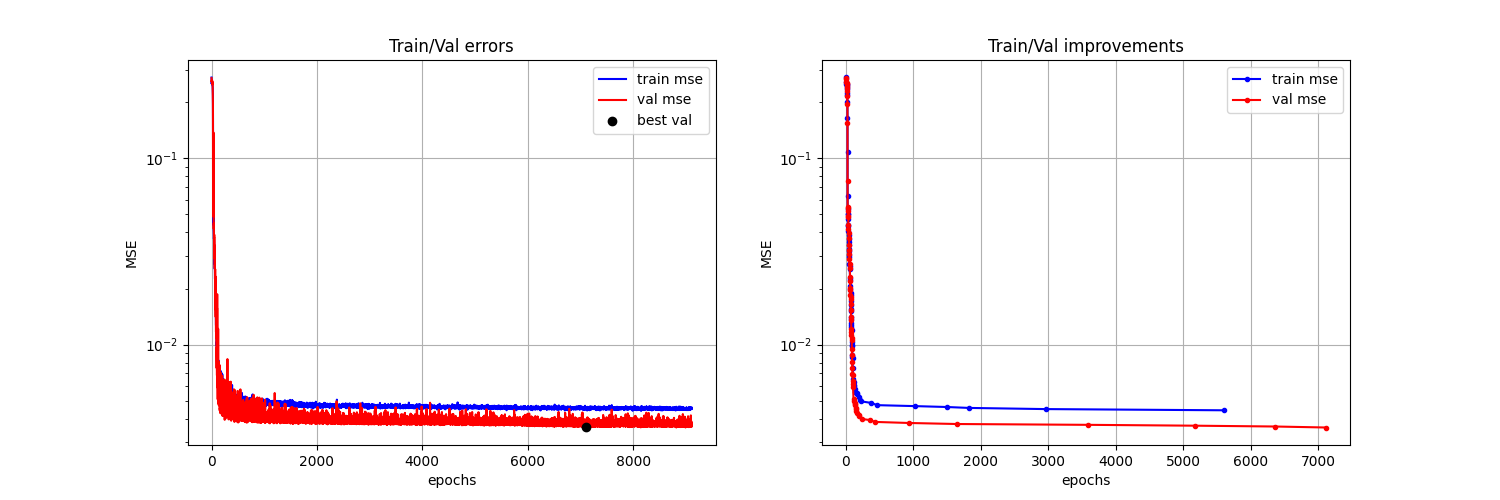 Train/Val errors
MSE
10⁻¹
10⁻²
0 2000 4000 6000 8000
epochs
train mse
val mse
best val
Train/Val improvements
MSE
10⁻¹
10⁻²
0 1000 2000 3000 4000 5000 6000 7000
epochs
train mse
val mse